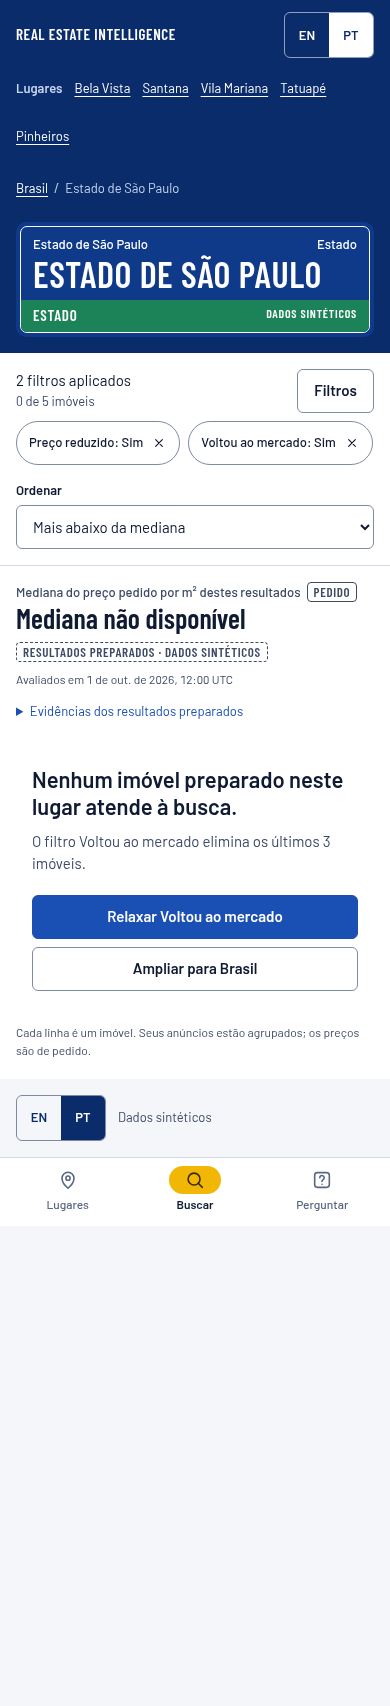 REAL ESTATE INTELLIGENCE
EN PT
Lugares Bela Vista Santana Vila Mariana Tatuapé
Pinheiros
Brasil / Estado de São Paulo
Estado de São Paulo Estado
ESTADO DE SÃO PAULO
ESTADO DADOS SINTÉTICOS
2 filtros aplicados
0 de 5 imóveis
Filtros
Preço reduzido: Sim × Voltou ao mercado: Sim ×
Ordenar
Mais abaixo da mediana
Mediana do preço pedido por m² destes resultados PEDIDO
Mediana não disponível
RESULTADOS PREPARADOS · DADOS SINTÉTICOS
Avaliados em 1 de out. de 2026, 12:00 UTC
Evidências dos resultados preparados
Nenhum imóvel preparado neste
lugar atende à busca.
O filtro Voltou ao mercado elimina os últimos 3
imóveis.
Relaxar Voltou ao mercado
Ampliar para Brasil
Cada linha é um imóvel. Seus anúncios estão agrupados; os preços
são de pedido.
EN PT Dados sintéticos
Lugares Buscar Perguntar